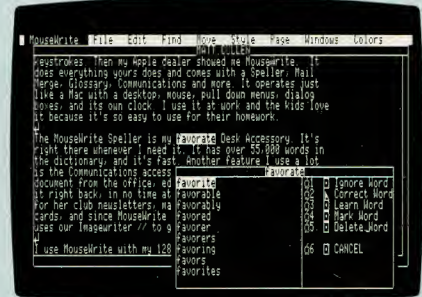 MouseWrite File Edit Find Move Style Page Windows Colors
MATT CULLEN
keystrokes. Then my Apple dealer showed me MouseWrite. It
does everything yours does and comes with a Speller, Mail
Merge, Glossary, Communications and more. It operates just
like a Mac with a desktop, mouse, pull down menus, dialog
boxes, and its own clock. I use it at work and the kids love
it because it's so easy to use for their homework.
The MouseWrite Speller is my favorate Desk Accessory. It's
right there whenever I need it. It has over 55,000 words in
the dictionary, and it's fast. Another feature I use a lot
is the Communications access
document from the office, ed
it right back, in no time at
for her club newsletters, ma
cards, and since MouseWrite
uses our Imagewriter // to g
I use MouseWrite with my 128
favorate
favorite
favorable
favorably
favored
favorer
favorers
favoring
favors
favorites
1 Ignore Word
2 Correct Word
3 Learn Word
4 Mark Word
5 Delete Word
6 CANCEL